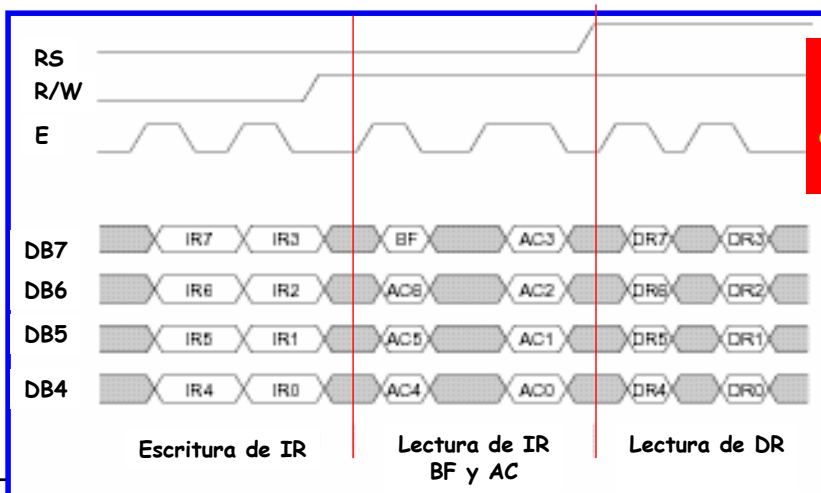 RS
R/W
E
DB7 IR7 IR3 BF AC3 DR7 DR3
DB6 IR6 IR2 AC6 AC2 DR6 DR2
DB5 IR5 IR1 AC5 AC1 DR5 DR1
DB4 IR4 IR0 AC4 AC0 DR4 DR0
Escritura de IR
Lectura de IR
BF y AC
Lectura de DR